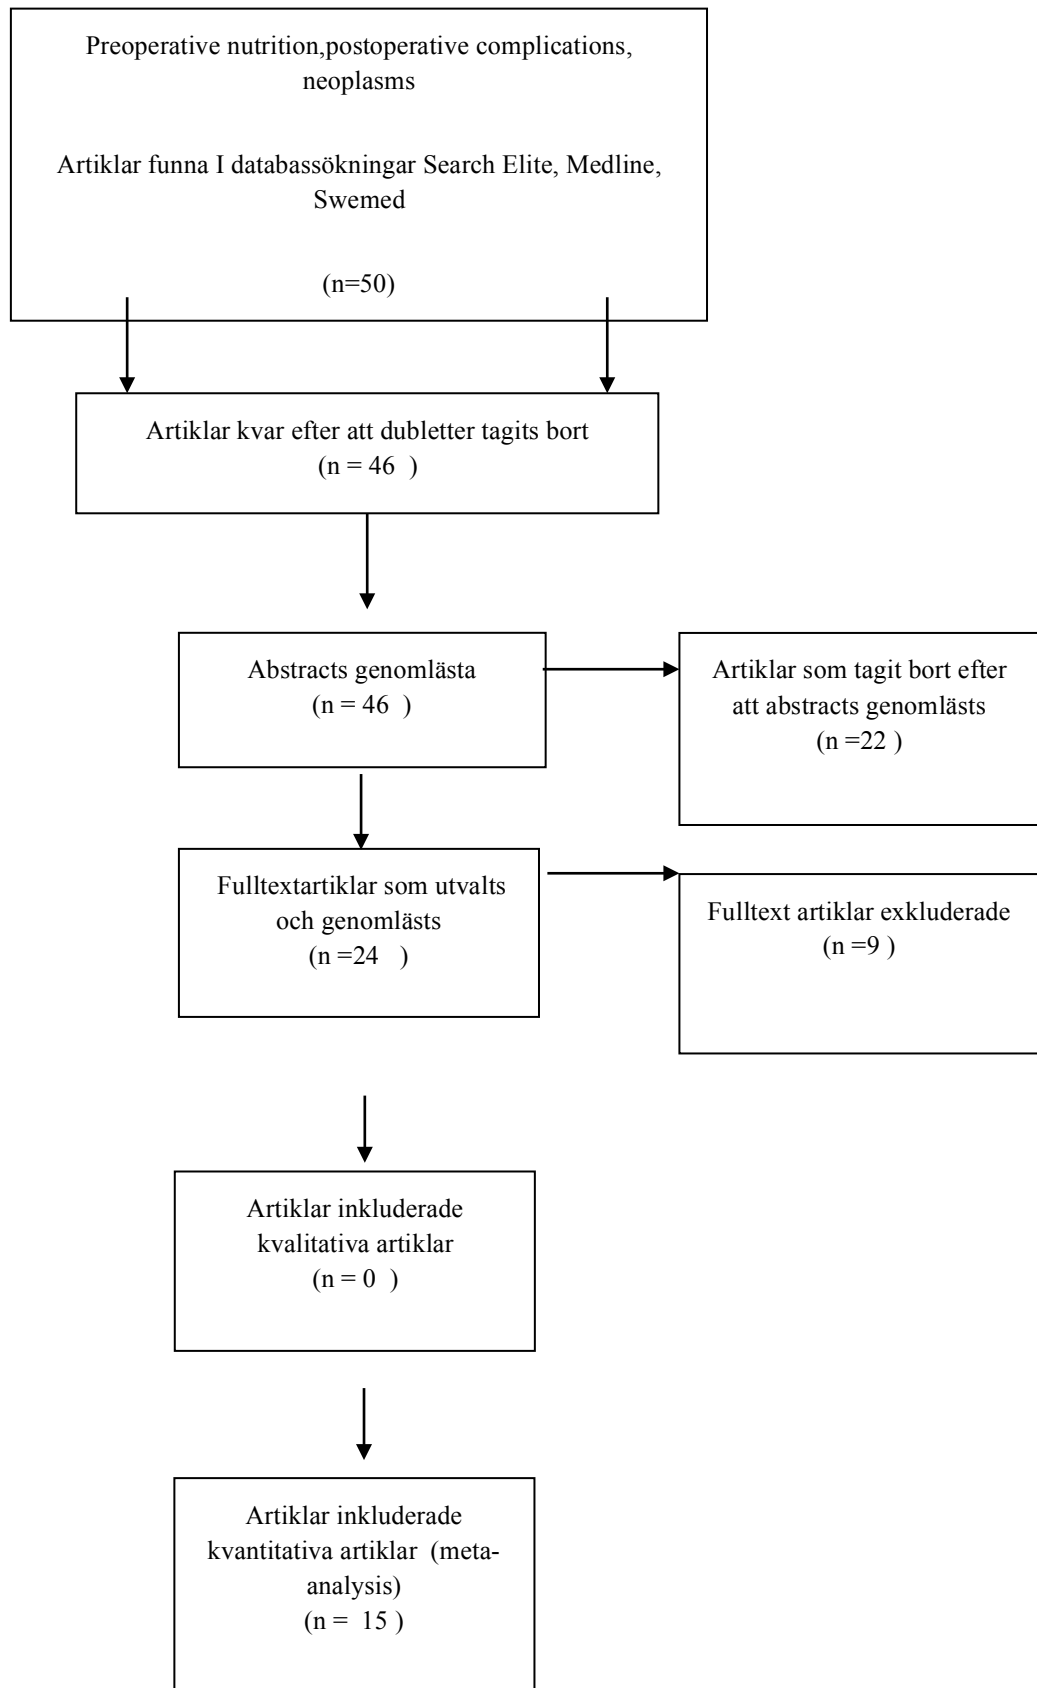 Preoperative nutrition,postoperative complications,
neoplasms
Artiklar funna I databassökningar Search Elite, Medline,
Swemed
(n=50)
Artiklar kvar efter att dubletter tagits bort
(n = 46 )
Abstracts genomlästa
(n = 46 )
Artiklar som tagit bort efter
att abstracts genomlästs
(n =22 )
Fulltextartiklar som utvalts
och genomlästs
(n =24 )
Fulltext artiklar exkluderade
(n =9 )
Artiklar inkluderade
kvalitativa artiklar
(n = 0 )
Artiklar inkluderade
kvantitativa artiklar (meta-
analysis)
(n = 15 )